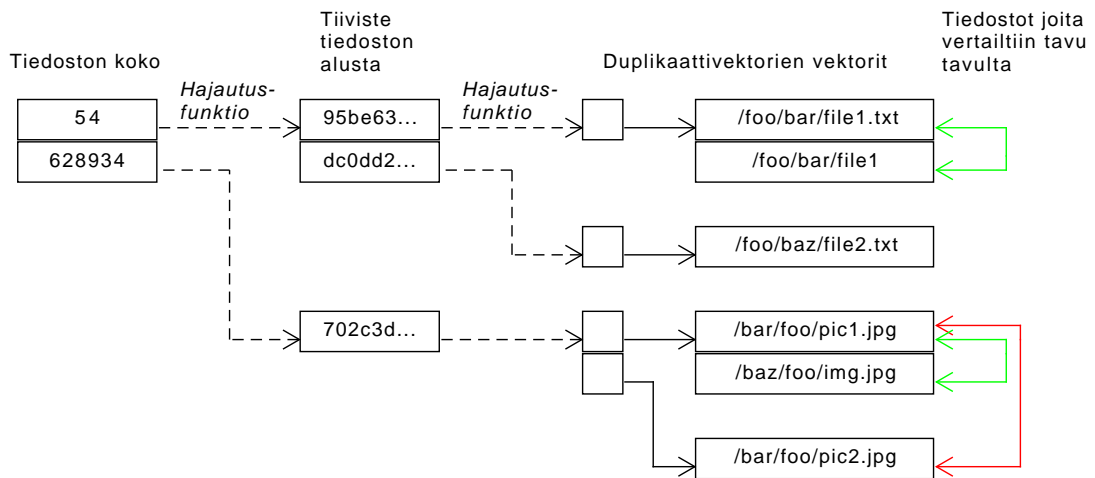 Tiedoston koko
Tiiviste
tiedoston
alusta
Duplikaattivektorien vektorit
Tiedostot joita
vertailtiin tavu
tavulta
Hajautus-
funktio
Hajautus-
funktio
54
95be63...
/foo/bar/file1.txt
628934
dc0dd2...
/foo/bar/file1
/foo/baz/file2.txt
702c3d...
/bar/foo/pic1.jpg
/baz/foo/img.jpg
/bar/foo/pic2.jpg